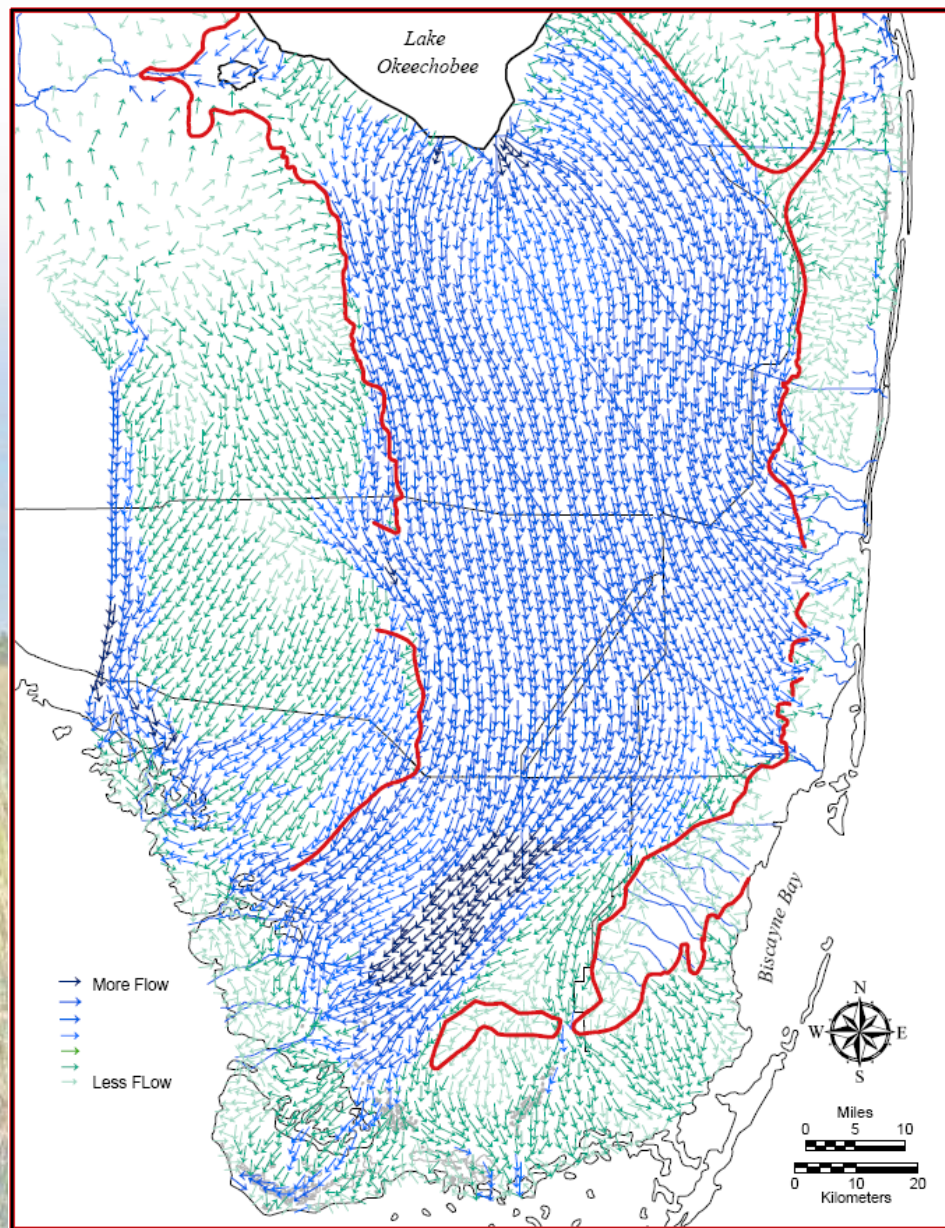 Lake
Okeechobee
Biscayne Bay
More Flow
Less FLow
N
W
E
S
Miles
0 5 10
0 10 20
Kilometers